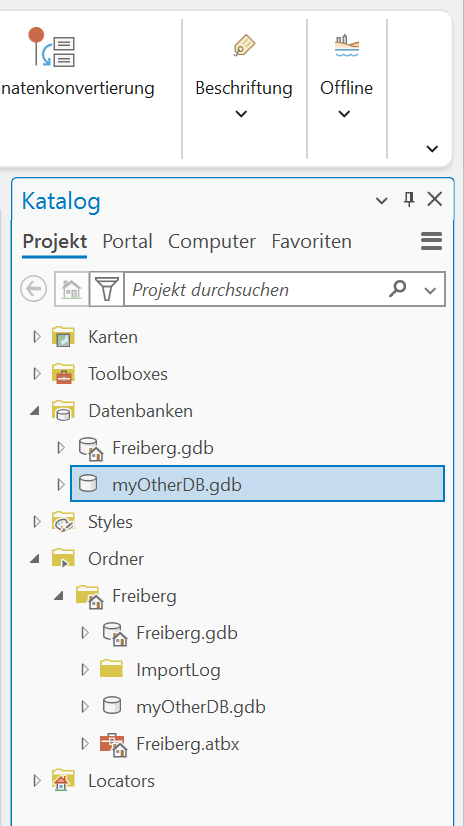 natenkonvertierung
Beschriftung
Offline
Katalog
Projekt Portal Computer Favoriten
Projekt durchsuchen
Karten
Toolboxes
Datenbanken
Freiberg.gdb
myOtherDB.gdb
Styles
Ordner
Freiberg
Freiberg.gdb
ImportLog
myOtherDB.gdb
Freiberg.atbx
Locators